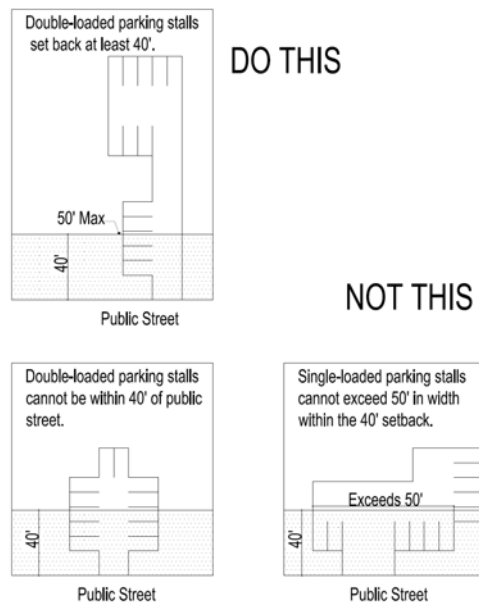 Double-loaded parking stalls
set back at least 40'.
DO THIS
50' Max
40'
Public Street
NOT THIS
Double-loaded parking stalls
cannot be within 40' of public
street.
40'
Public Street
Single-loaded parking stalls
cannot exceed 50' in width
within the 40' setback.
Exceeds 50'
40'
Public Street